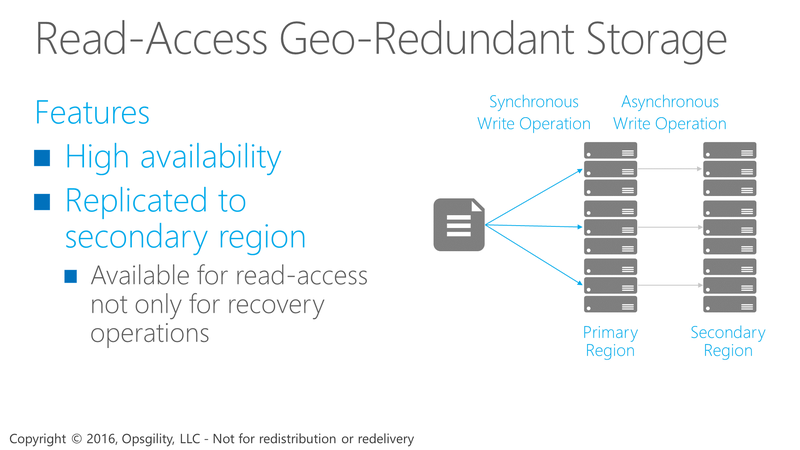 Read-Access Geo-Redundant Storage
Features
High availability
Replicated to
secondary region
Available for read-access
not only for recovery
operations
Synchronous
Write Operation
Asynchronous
Write Operation
Primary
Region
Secondary
Region
Copyright © 2016, Opsgility, LLC - Not for redistribution or redelivery